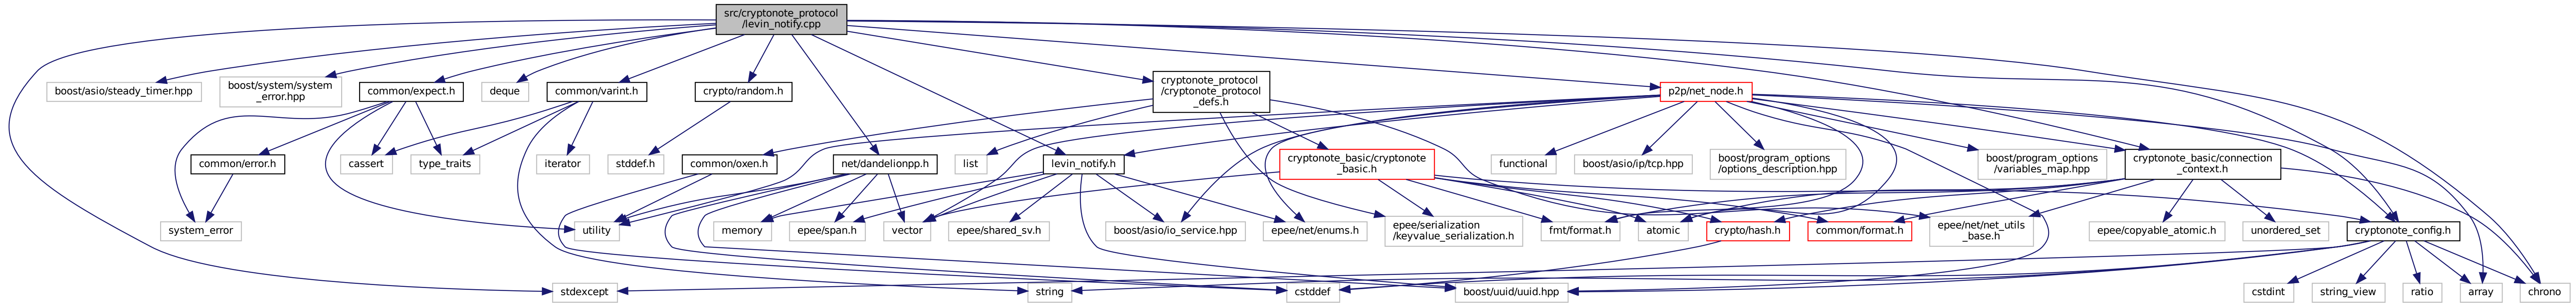 src/cryptonote_protocol
/levin_notify.cpp
cryptonote_protocol
/cryptonote_protocol
_defs.h
boost/asio/steady_timer.hpp
boost/system/system
_error.hpp
common/expect.h
deque
common/varint.h
crypto/random.h
p2p/net_node.h
common/error.h
cassert
type_traits
iterator
stddef.h
common/oxen.h
net/dandelionpp.h
list
levin_notify.h
cryptonote_basic/cryptonote
_basic.h
functional
boost/asio/ip/tcp.hpp
boost/program_options
/options_description.hpp
boost/program_options
/variables_map.hpp
cryptonote_basic/connection
_context.h
system_error
utility
memory
epee/span.h
vector
epee/shared_sv.h
boost/asio/io_service.hpp
epee/net/enums.h
epee/serialization
/keyvalue_serialization.h
fmt/format.h
atomic
crypto/hash.h
common/format.h
epee/net/net_utils
_base.h
epee/copyable_atomic.h
unordered_set
cryptonote_config.h
stdexcept
string
cstddef
boost/uuid/uuid.hpp
cstdint
string_view
ratio
array
chrono